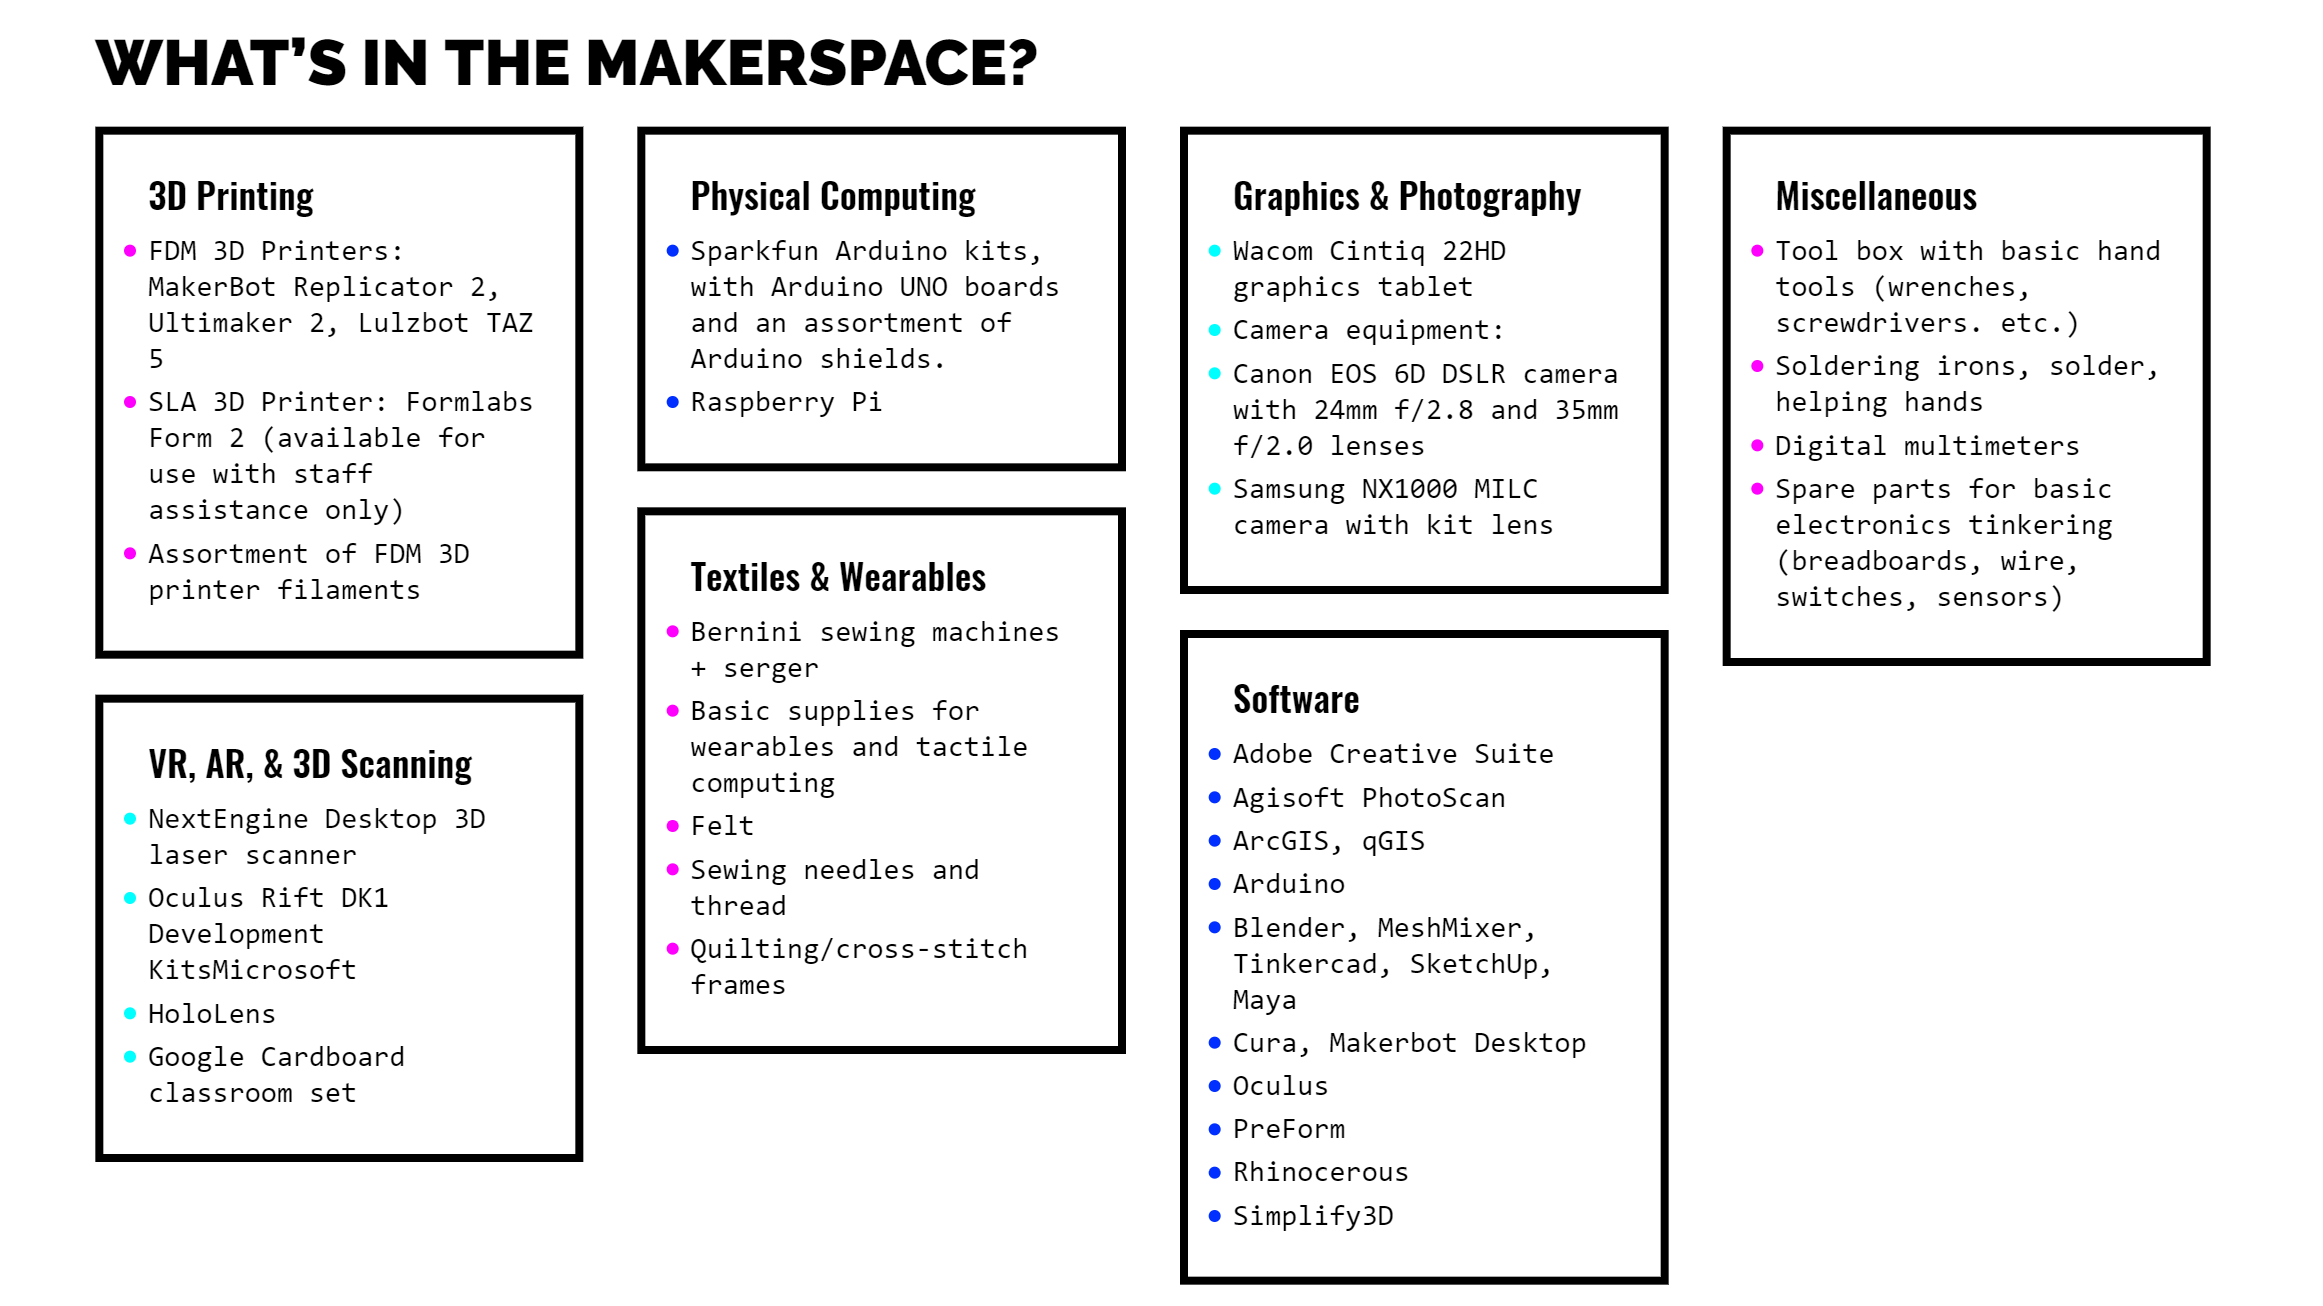 WHAT'S IN THE MAKERSPACE?
3D Printing
FDM 3D Printers:
MakerBot Replicator 2,
Ultimaker 2, Lulzbot TAZ
5
SLA 3D Printer: Formlabs
Form 2 (available for
use with staff
assistance only)
Assortment of FDM 3D
printer filaments
VR, AR, & 3D Scanning
NextEngine Desktop 3D
laser scanner
Oculus Rift DK1
Development
KitsMicrosoft
HoloLens
Google Cardboard
classroom set
Physical Computing
Sparkfun Arduino kits,
with Arduino UNO boards
and an assortment of
Arduino shields.
Raspberry Pi
Textiles & Wearables
Bernini sewing machines
+ serger
Basic supplies for
wearables and tactile
computing
Felt
Sewing needles and
thread
Quilting/cross-stitch
frames
Graphics & Photography
Wacom Cintiq 22HD
graphics tablet
Camera equipment:
Canon EOS 6D DSLR camera
with 24mm f/2.8 and 35mm
f/2.0 lenses
Samsung NX1000 MILC
camera with kit lens
Software
Adobe Creative Suite
Agisoft PhotoScan
ArcGIS, qGIS
Arduino
Blender, MeshMixer,
Tinkercad, SketchUp,
Maya
Cura, Makerbot Desktop
Oculus
PreForm
Rhinocerous
Simplify3D
Miscellaneous
Tool box with basic hand
tools (wrenches,
screwdrivers. etc.)
Soldering irons, solder,
helping hands
Digital multimeters
Spare parts for basic
electronics tinkering
(breadboards, wire,
switches, sensors)